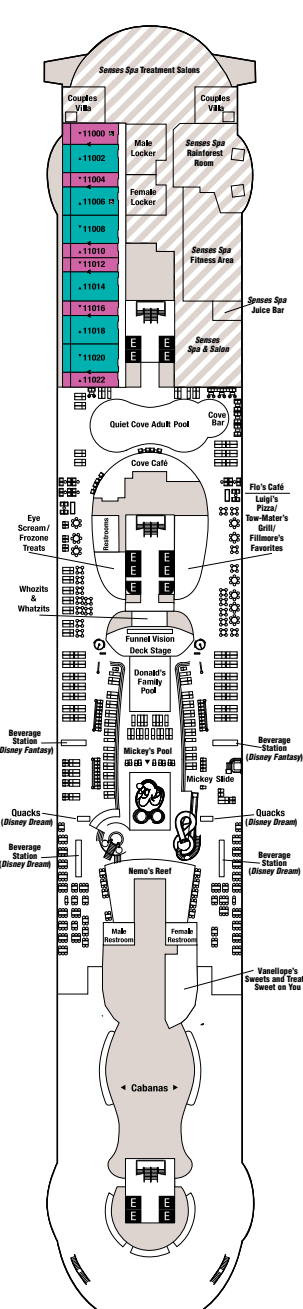 Senses Spa Treatment Salons
Couples
Villa
Couples
Villa
11000
11002
11004
11006
11008
11010
11012
11014
11016
11018
11020
11022
Male
Locker
Female
Locker
Senses Spa
Rainforest
Room
Senses Spa
Fitness Area
Senses Spa
Juice Bar
Senses
Spa & Salon
E E
E E
Quiet Cove Adult Pool
Cove
Bar
Cove Café
Restrooms
E E
E E
E E
Flo's Café
Luigi's
Pizza/
Tow-Mater's
Grill/
Fillmore's
Favorites
Eye
Scream/
Frozone
Treats
Whozits
&
Whatzits
Funnel Vision
Deck Stage
Donald's
Family
Pool
Beverage
Station
(Disney Fantasy)
Beverage
Station
(Disney Fantasy)
Mickey's Pool
Mickey Slide
Quacks
(Disney Dream)
Quacks
(Disney Dream)
Beverage
Station
(Disney Dream)
Beverage
Station
(Disney Dream)
Nemo's Reef
Male
Restroom
Female
Restroom
Vanellope's
Sweets and Treat
Sweet on You
Cabanas
E E
E E